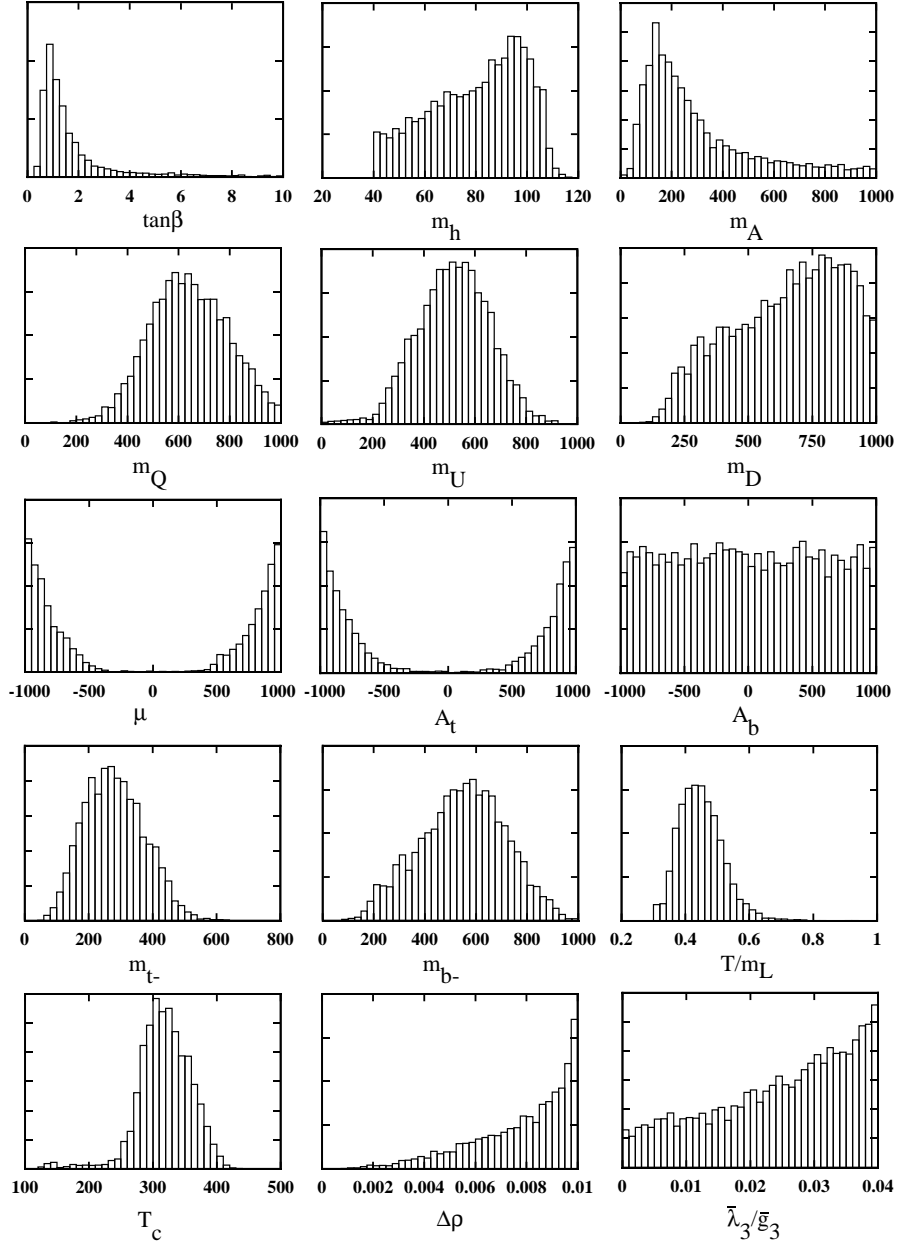 0 2 4 6 8 10
tanβ
20 40 60 80 100 120
m_h
0 200 400 600 800 1000
m_A
0 200 400 600 800 1000
m_Q
0 200 400 600 800 1000
m_U
0 250 500 750 1000
m_D
-1000 -500 0 500 1000
μ
-1000 -500 0 500 1000
A_t
-1000 -500 0 500 1000
A_b
0 200 400 600 800
m_t-
0 200 400 600 800 1000
m_b-
0.2 0.4 0.6 0.8 1
T/m_L
100 200 300 400 500
T_c
0 0.002 0.004 0.006 0.008 0.01
Δρ
0 0.01 0.02 0.03 0.04
λ̄_3/ḡ_3